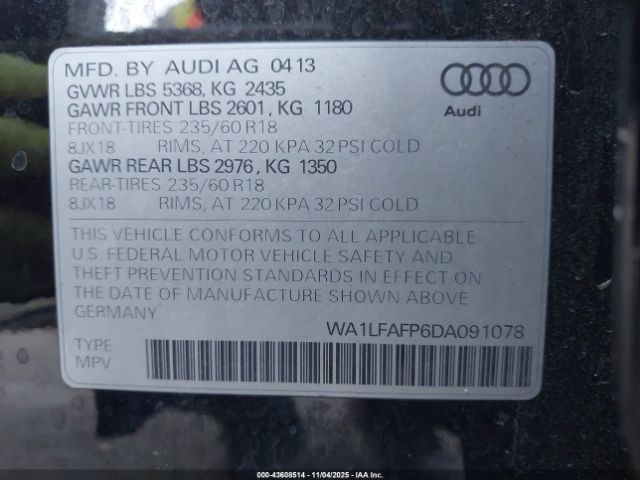 MFD. BY AUDI AG 0413
GVWR LBS 5368, KG 2435
GAWR FRONT LBS 2601, KG 1180
FRONT-TIRES 235/60 R18
8JX18 RIMS, AT 220 KPA 32 PSI COLD
GAWR REAR LBS 2976, KG 1350
REAR-TIRES 235/60 R18
8JX18 RIMS, AT 220 KPA 32 PSI COLD
Audi
THIS VEHICLE CONFORMS TO ALL APPLICABLE
U.S. FEDERAL MOTOR VEHICLE SAFETY AND
THEFT PREVENTION STANDARDS IN EFFECT ON
THE DATE OF MANUFACTURE SHOWN ABOVE.
GERMANY WA1LFAFP6DA091078
TYPE:
MPV
000-43608514 - 11/04/2025 - IAAI.COM